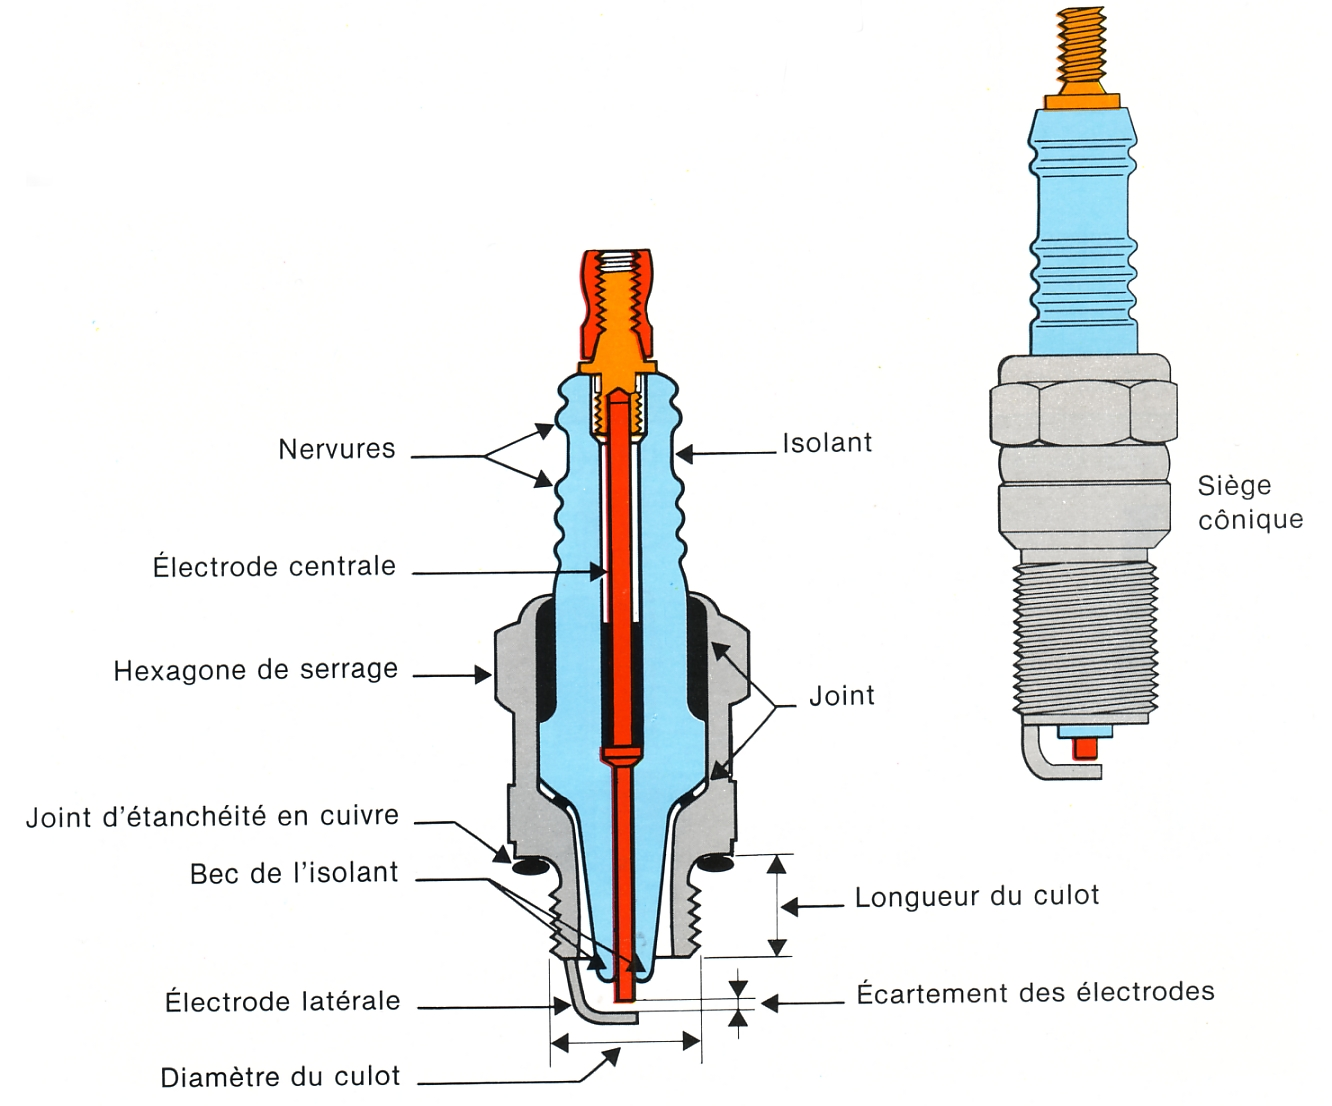 Nervures
Isolant
Siège
cônique
Électrode centrale
Hexagone de serrage
Joint
Joint d'étanchéité en cuivre
Bec de l'isolant
Longueur du culot
Électrode latérale
Écartement des électrodes
Diamètre du culot